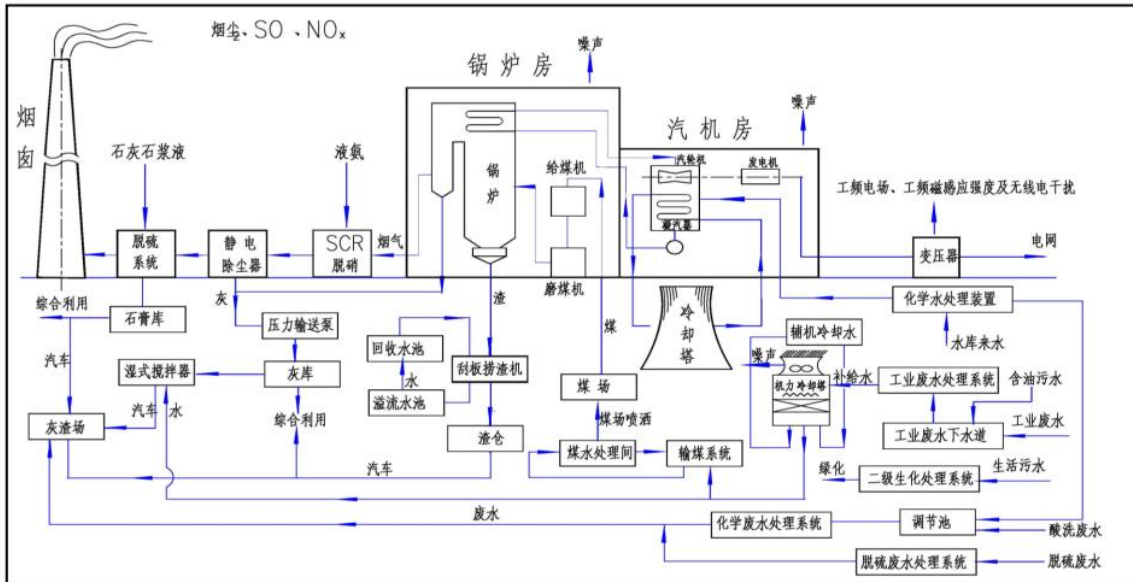 烟尘、SO₂、NOₓ
噪声
锅炉房
噪声
烟囱
汽机房
石灰石浆液
液氨
锅炉
给煤机
汽轮机
发电机
工频电场、工频磁感应强度及无线电干扰
凝汽器
脱硫系统
静电除尘器
SCR脱硝
烟气
变压器
电网
磨煤机
综合利用
灰
渣
化学水处理装置
石膏库
压力输送泵
煤
冷却塔
辅机冷却水
水库来水
汽车
回收水池
湿式搅拌器
灰库
水
刮板捞渣机
噪声
补给水
工业废水处理系统
含油污水
溢流水池
煤场
机力冷却塔
汽车
水
综合利用
煤场喷洒
灰渣场
渣仓
工业废水下水道
工业废水
煤水处理间
输煤系统
汽车
绿化
二级生化处理系统
生活污水
废水
化学废水处理系统
调节池
酸洗废水
脱硫废水处理系统
脱硫废水